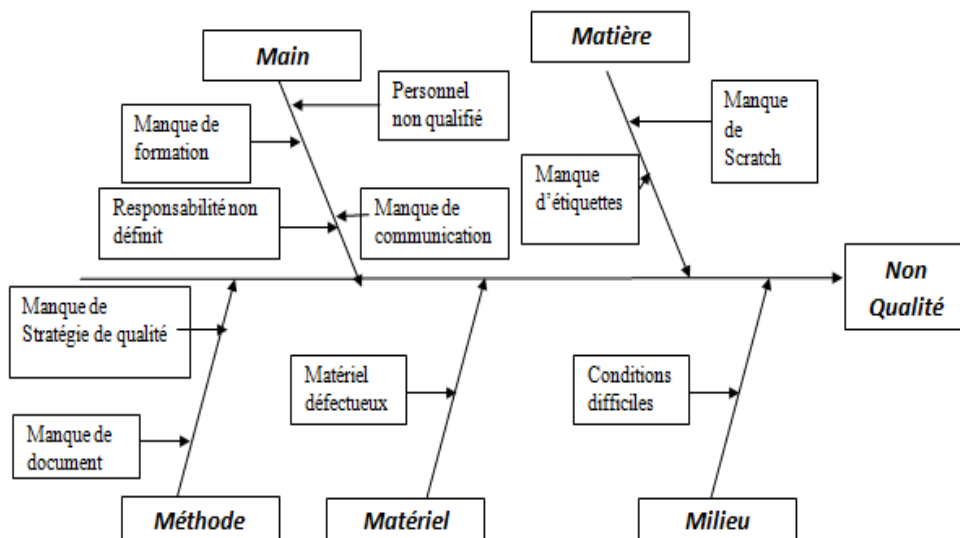 Main
Matière
Personnel
non qualifié
Manque de
formation
Manque
de
Scratch
Manque
d'étiquettes
Responsabilité non
définit
Manque de
communication
Non
Qualité
Manque de
Stratégie de qualité
Matériel
défectueux
Conditions
difficiles
Manque de
document
Méthode
Matériel
Milieu